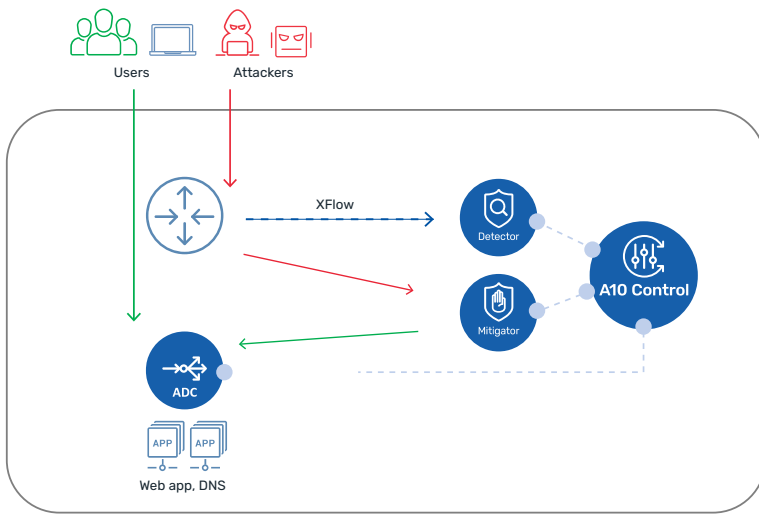 Users
Attackers
XFlow
Detector
A10 Control
Mitigator
ADC
APP
APP
Web app, DNS